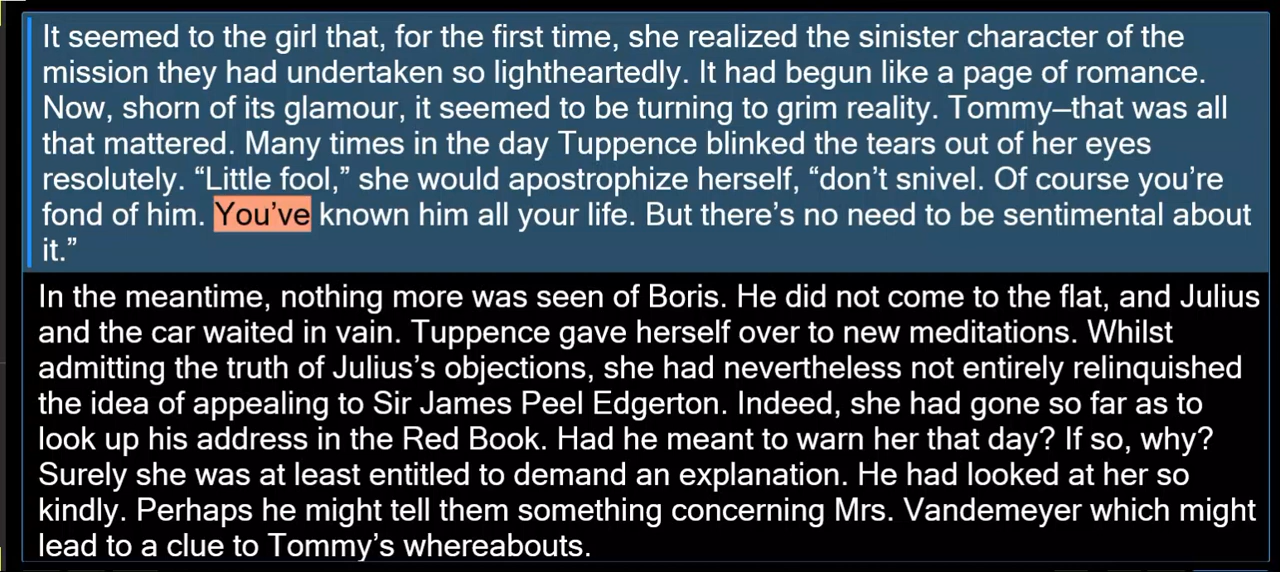 It seemed to the girl that, for the first time, she realized the sinister character of the
mission they had undertaken so lightheartedly. It had begun like a page of romance.
Now, shorn of its glamour, it seemed to be turning to grim reality. Tommy—that was all
that mattered. Many times in the day Tuppence blinked the tears out of her eyes
resolutely. “Little fool,” she would apostrophize herself, “don’t snivel. Of course you’re
fond of him. You’ve known him all your life. But there’s no need to be sentimental about
it.”
In the meantime, nothing more was seen of Boris. He did not come to the flat, and Julius
and the car waited in vain. Tuppence gave herself over to new meditations. Whilst
admitting the truth of Julius’s objections, she had nevertheless not entirely relinquished
the idea of appealing to Sir James Peel Edgerton. Indeed, she had gone so far as to
look up his address in the Red Book. Had he meant to warn her that day? If so, why?
Surely she was at least entitled to demand an explanation. He had looked at her so
kindly. Perhaps he might tell them something concerning Mrs. Vandemeyer which might
lead to a clue to Tommy’s whereabouts.